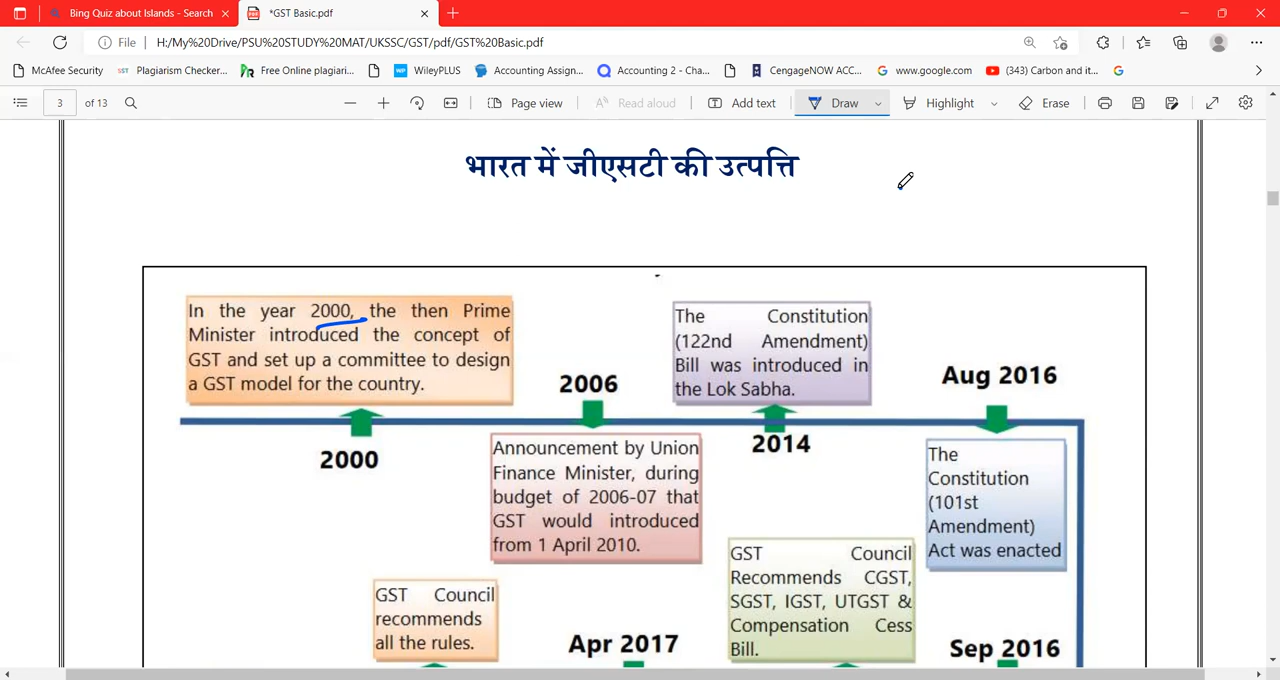 Bing Quiz about Islands - Search
*GST Basic.pdf
File
H:/My%20Drive/PSU%20STUDY%20MAT/UKSSC/GST/pdf/GST%20Basic.pdf
McAfee Security
SST
Plagiarism Checker...
Free Online plagiari...
WP
WileyPLUS
Accounting Assign...
Accounting 2 - Cha...
CengageNOW ACC...
www.google.com
(343) Carbon and it...
3 of 13
Page view
Read aloud
Add text
Draw
Highlight
Erase
भारत में जीएसटी की उत्पत्ति
In the year 2000, the then Prime
Minister introduced the concept of
GST and set up a committee to design
a GST model for the country.
2000
2006
Announcement by Union
Finance Minister, during
budget of 2006-07 that
GST would introduced
from 1 April 2010.
The Constitution
(122nd Amendment)
Bill was introduced in
the Lok Sabha.
2014
Aug 2016
The
Constitution
(101st
Amendment)
Act was enacted
GST Council
recommends
all the rules.
Apr 2017
GST Council
Recommends CGST,
SGST, IGST, UTGST &
Compensation Cess
Bill.
Sep 2016